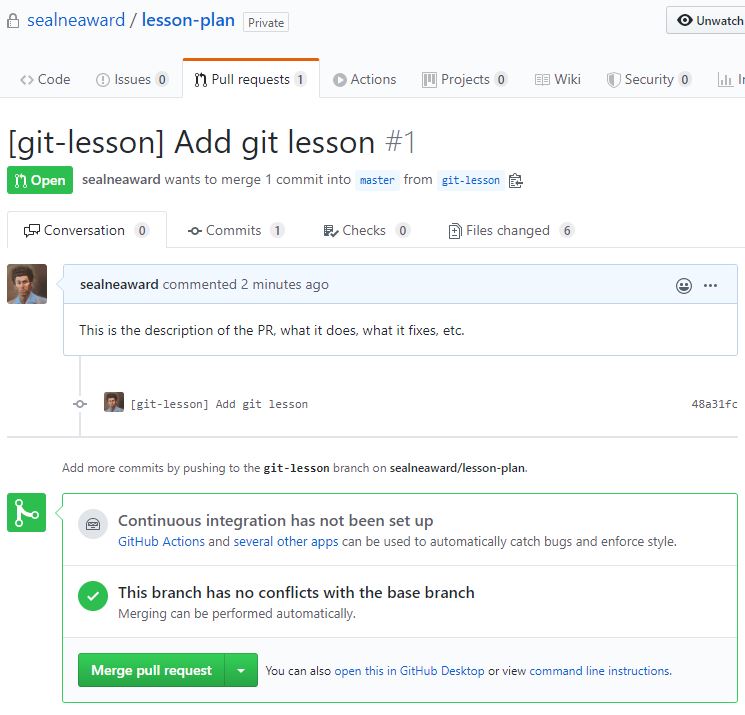 sealneaward / lesson-plan Private Unwatch
Code Issues 0 Pull requests 1 Actions Projects 0 Wiki Security 0
[git-lesson] Add git lesson #1
Open sealneaward wants to merge 1 commit into master from git-lesson
Conversation 0 Commits 1 Checks 0 Files changed 6
sealneaward commented 2 minutes ago
This is the description of the PR, what it does, what it fixes, etc.
[git-lesson] Add git lesson 48a31fc
Add more commits by pushing to the git-lesson branch on sealneaward/lesson-plan.
Continuous integration has not been set up
GitHub Actions and several other apps can be used to automatically catch bugs and enforce style.
This branch has no conflicts with the base branch
Merging can be performed automatically.
Merge pull request You can also open this in GitHub Desktop or view command line instructions.